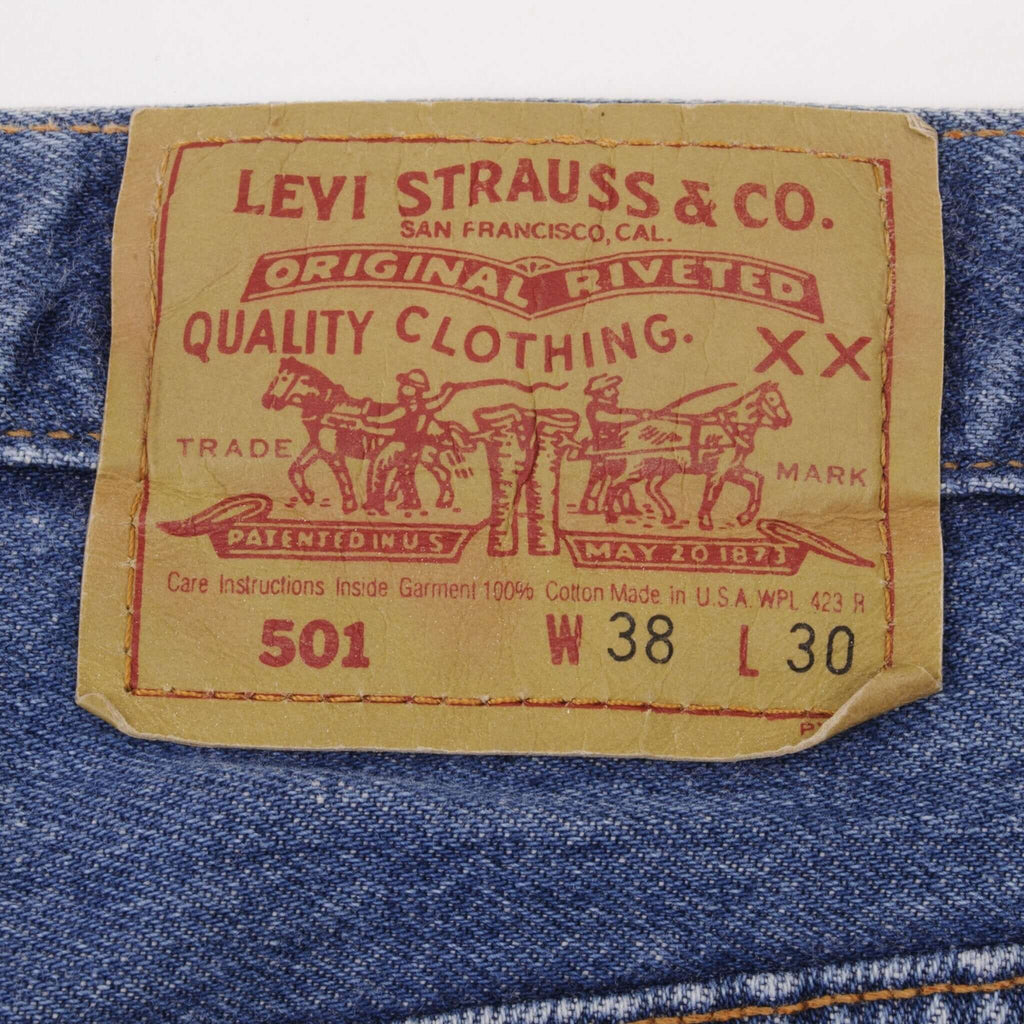 LEVI STRAUSS & CO.
SAN FRANCISCO, CAL.
ORIGINAL RIVETED
QUALITY CLOTHING.
XX
TRADE MARK
PATENTED IN U.S MAY 20 1873
Care Instructions Inside Garment 100% Cotton Made in U.S.A. WPL 423 R
501 W 38 L 30